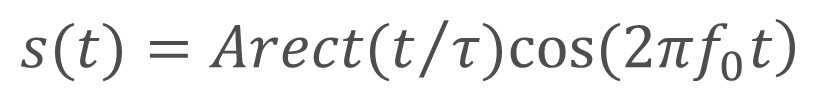 s(t) = Arect(t/τ)cos(2πf₀t)